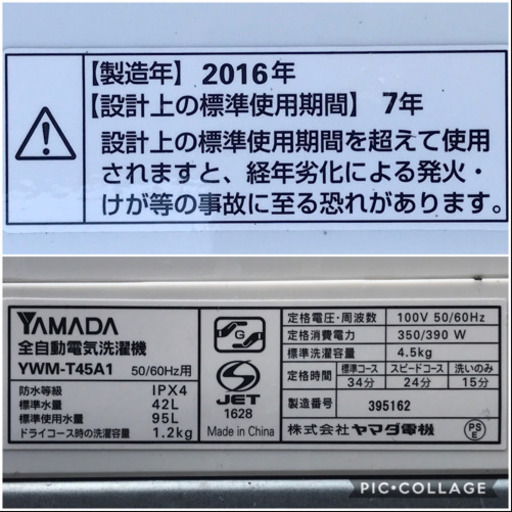 【製造年】2016年
【設計上の標準使用期間】 7年
設計上の標準使用期間を超えて使用
されますと、経年劣化による発火・
けが等の事故に至る恐れがあります。
YAMADA
全自動電気洗濯機
YWM-T45A1 50/60Hz用
防水等級 IPX4
標準水量 42L
標準使用水量 95L
ドライコース時の洗濯容量 1.2kg
G
S
JET
1628
Made in China
定格電圧・周波数 100V 50/60Hz
定格消費電力 350/390 W
標準洗濯容量 4.5kg
定格時間 標準コース スピードコース 洗いのみ
34分 24分 15分
製造番号 395162
株式会社ヤマダ電機
PS
E
PIC•COLLAGE